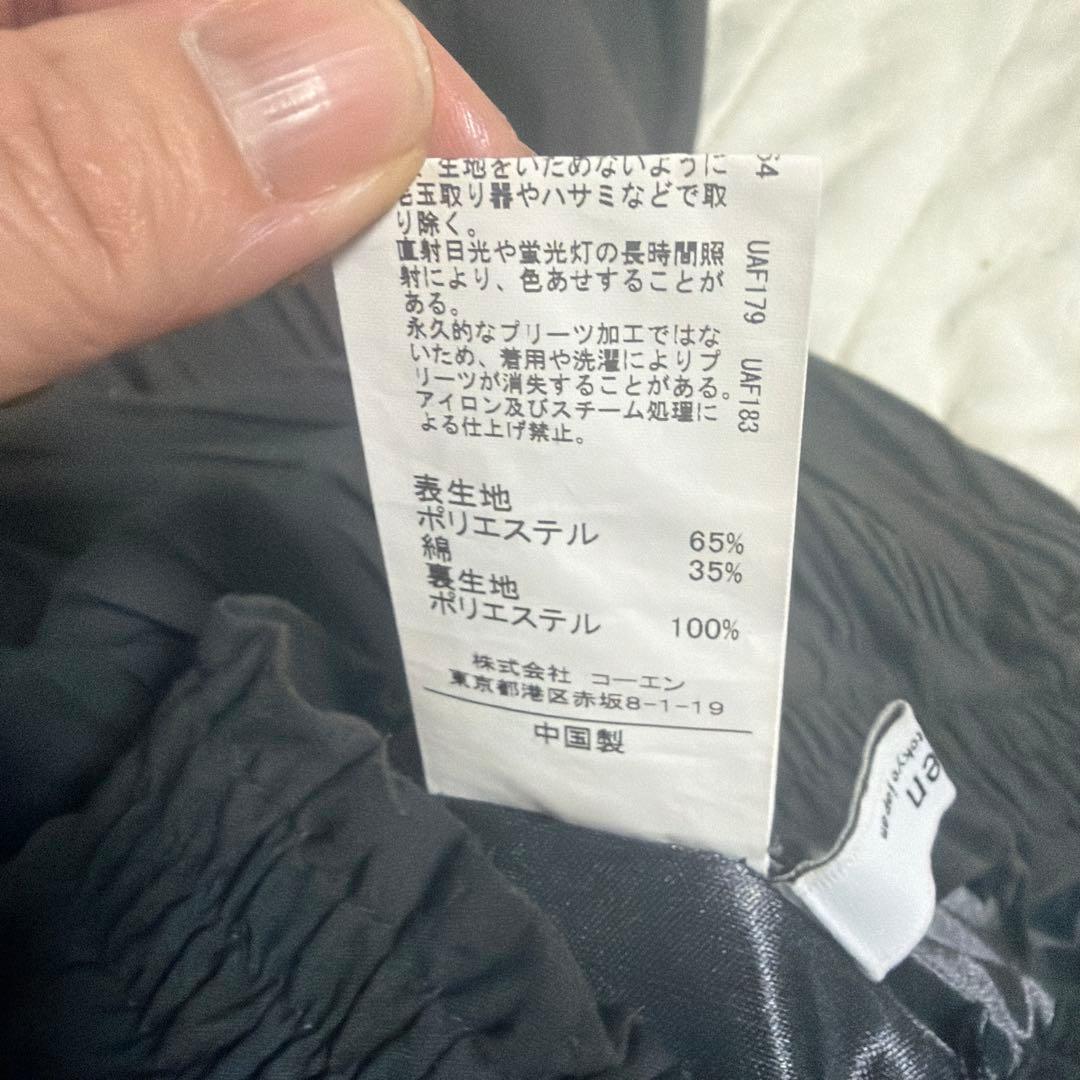 生地をいためないように
毛玉取り器やハサミなどで取
り除く。
直射日光や蛍光灯の長時間照
射により、色あせすることが
ある。
永久的なプリーツ加工ではな
いため、着用や洗濯によりプ
リーツが消失することがある。
アイロン及びスチーム処理に
よる仕上げ禁止。
64
UAF179 UAF183
表生地
ポリエステル 65%
綿 35%
裏生地
ポリエステル 100%
株式会社 コーエン
東京都港区赤坂8-1-19
中国製
en
tokyo/japan